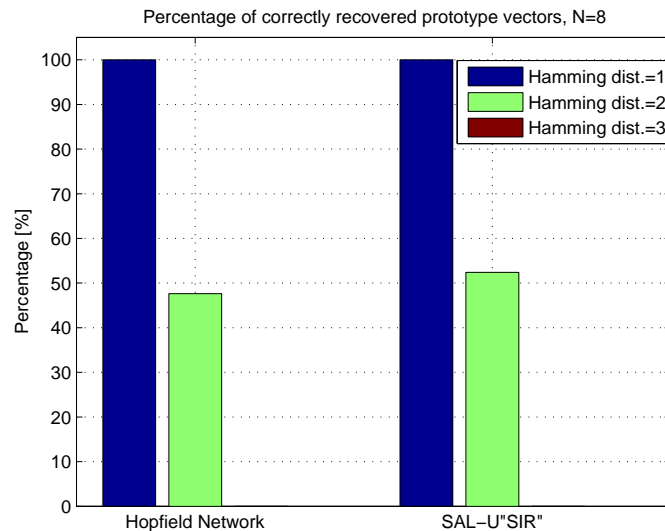 Percentage of correctly recovered prototype vectors, N=8
Hamming dist.=1
Hamming dist.=2
Hamming dist.=3
Percentage [%]
100
90
80
70
60
50
40
30
20
10
0
Hopfield Network
SAL−U"SIR"